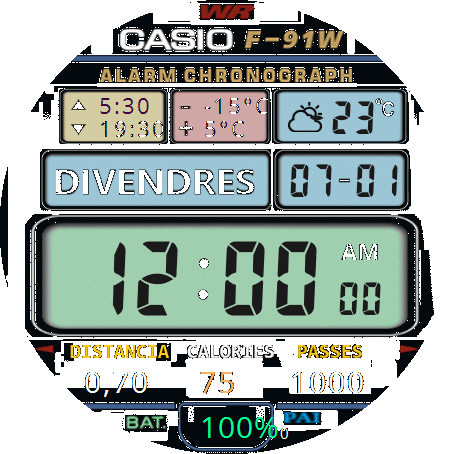 WR
CASIO F-91W
ALARM CHRONOGRAPH
△ 5:30 - -15°C 23°C
▽ 19:30 + 5°C
DIVENDRES 07-01
12:00 AM 00
DISTANCIA CALORIES PASSES
0,70 75 1000
BAT. 100% PAI
0